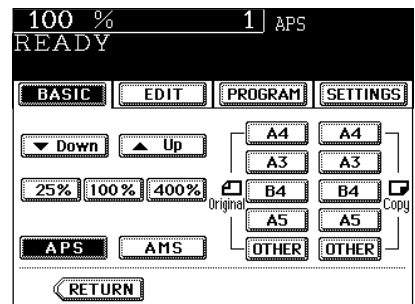 100 % 1 APS
READY
BASIC EDIT PROGRAM SETTINGS
A4 A4
Down Up
A3 A3
25% 100% 400% B4 B4
Original Copy
A5 A5
APS AMS OTHER OTHER
RETURN